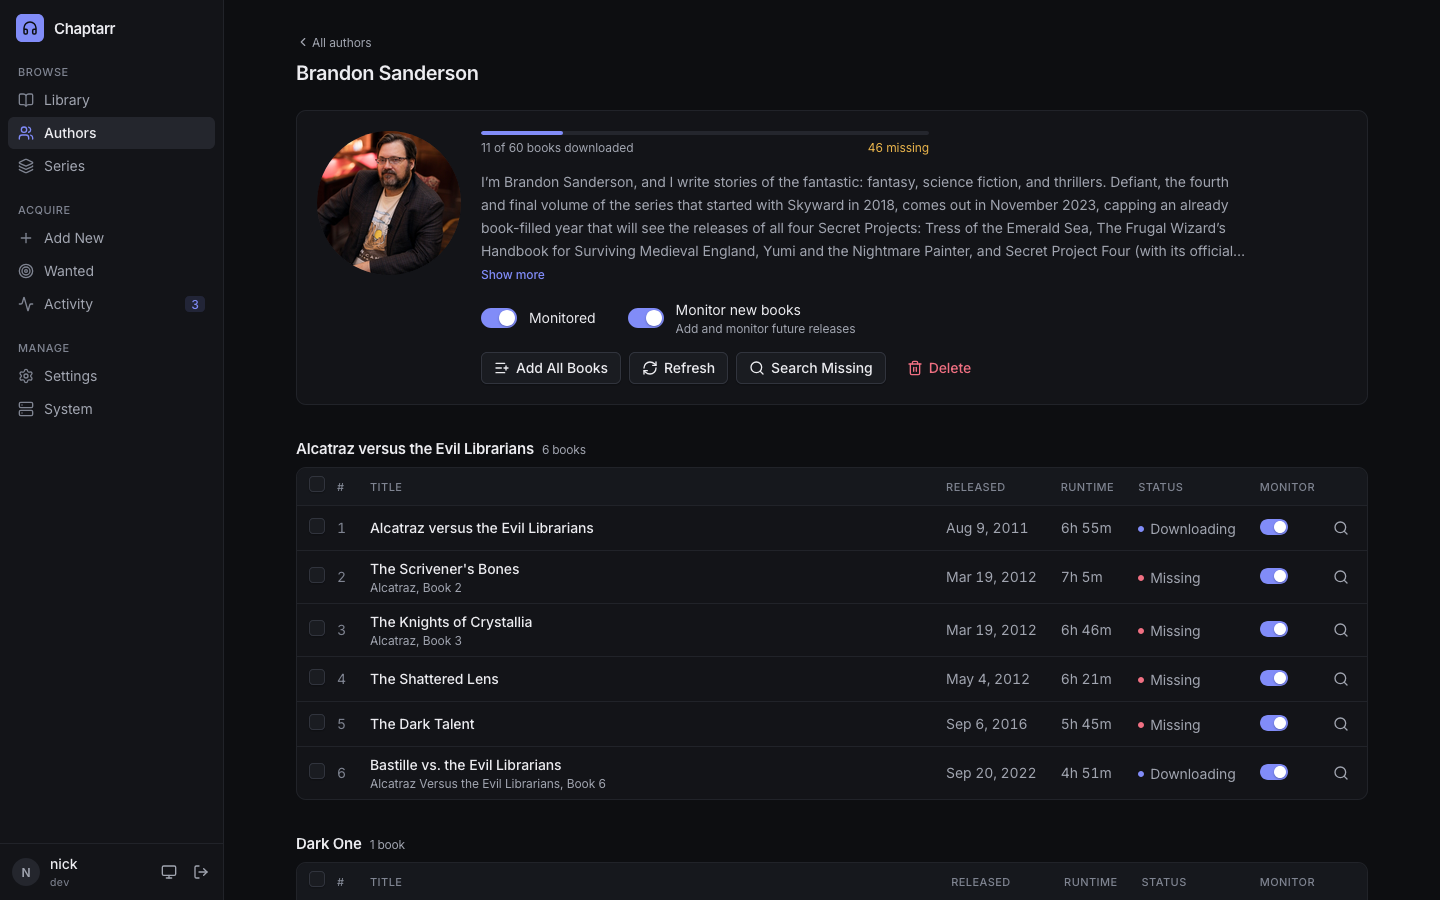 Chaptarr
BROWSE
Library
Authors
Series
ACQUIRE
Add New
Wanted
Activity 3
MANAGE
Settings
System
N nick
dev
All authors
Brandon Sanderson
11 of 60 books downloaded 46 missing
I’m Brandon Sanderson, and I write stories of the fantastic: fantasy, science fiction, and thrillers. Defiant, the fourth
and final volume of the series that started with Skyward in 2018, comes out in November 2023, capping an already
book-filled year that will see the releases of all four Secret Projects: Tress of the Emerald Sea, The Frugal Wizard’s
Handbook for Surviving Medieval England, Yumi and the Nightmare Painter, and Secret Project Four (with its official...
Show more
Monitored
Monitor new books
Add and monitor future releases
Add All Books Refresh Search Missing Delete
Alcatraz versus the Evil Librarians 6 books
# TITLE RELEASED RUNTIME STATUS MONITOR
1 Alcatraz versus the Evil Librarians Aug 9, 2011 6h 55m Downloading
2 The Scrivener's Bones Mar 19, 2012 7h 5m Missing
Alcatraz, Book 2
3 The Knights of Crystallia Mar 19, 2012 6h 46m Missing
Alcatraz, Book 3
4 The Shattered Lens May 4, 2012 6h 21m Missing
5 The Dark Talent Sep 6, 2016 5h 45m Missing
6 Bastille vs. the Evil Librarians Sep 20, 2022 4h 51m Downloading
Alcatraz Versus the Evil Librarians, Book 6
Dark One 1 book
# TITLE RELEASED RUNTIME STATUS MONITOR